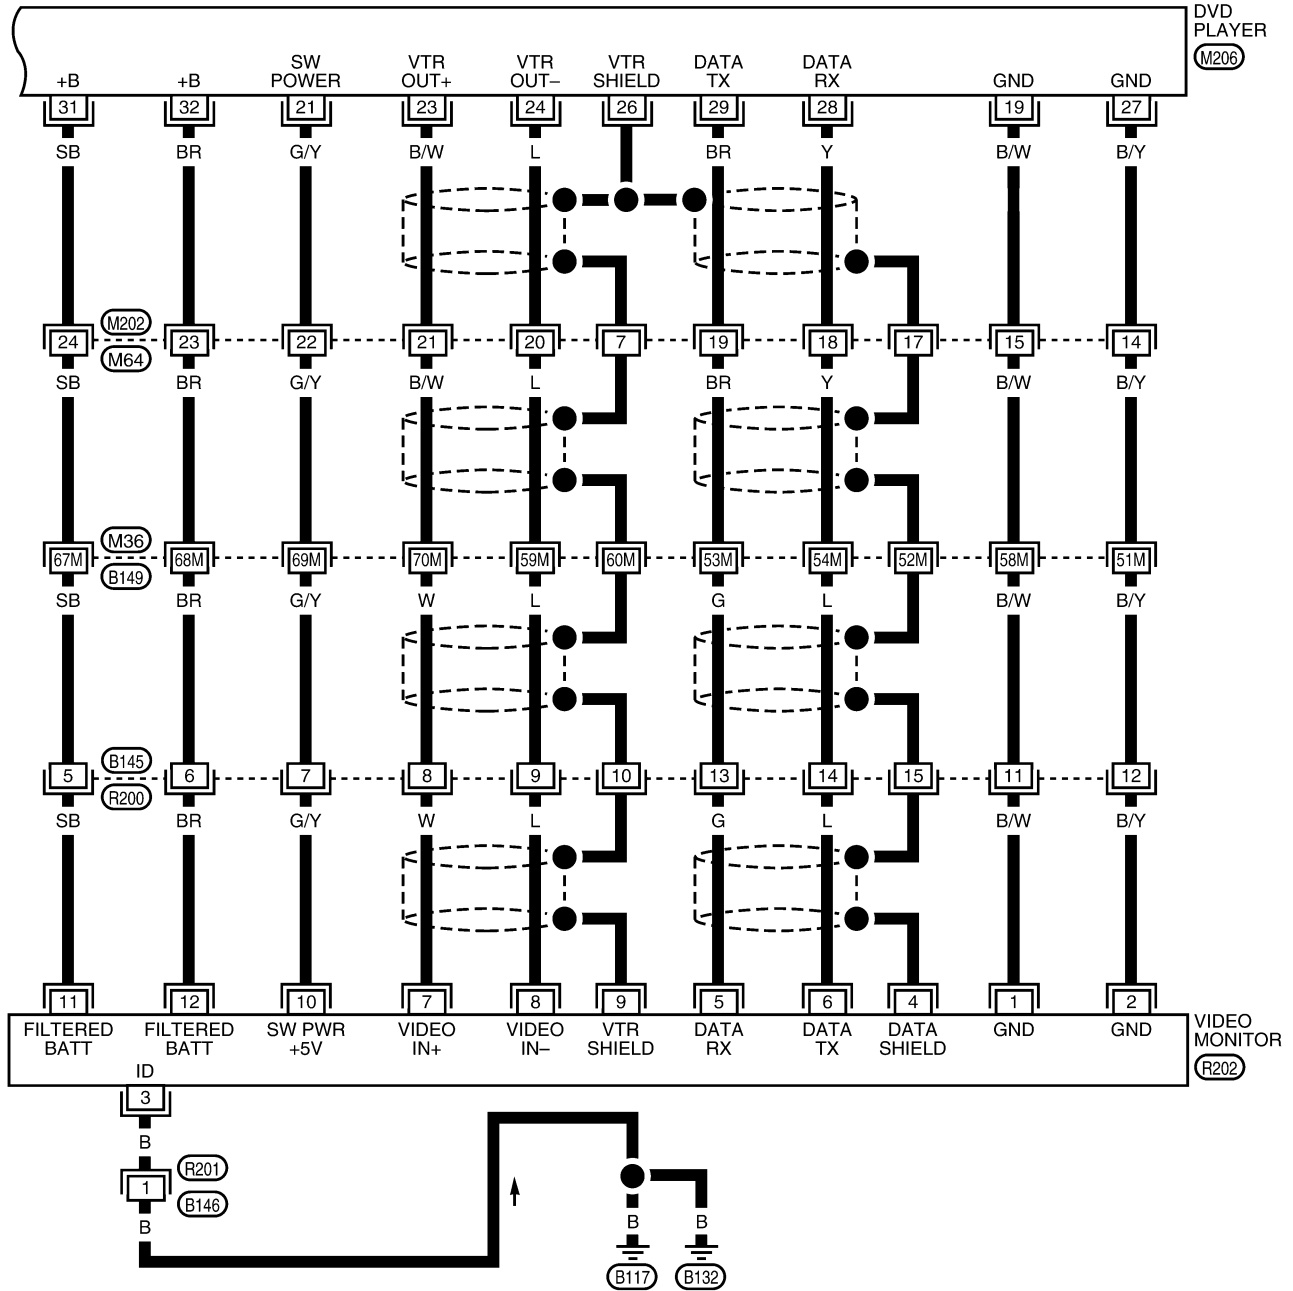 DVD
PLAYER
M206
+B +B SW POWER VTR OUT+ VTR OUT– VTR SHIELD DATA TX DATA RX GND GND
31 32 21 23 24 26 29 28 19 27
SB BR G/Y B/W L BR Y B/W B/Y
M202
24 23 22 21 20 7 19 18 17 15 14
M64
SB BR G/Y B/W L BR Y B/W B/Y
M36
67M 68M 69M 70M 59M 60M 53M 54M 52M 58M 51M
B149
SB BR G/Y W L G L B/W B/Y
B145
5 6 7 8 9 10 13 14 15 11 12
R200
SB BR G/Y W L G L B/W B/Y
11 12 10 7 8 9 5 6 4 1 2
FILTERED BATT FILTERED BATT SW PWR +5V VIDEO IN+ VIDEO IN– VTR SHIELD DATA RX DATA TX DATA SHIELD GND GND
VIDEO
MONITOR
R202
ID
3
B
R201
1
B146
B
B B
B117 B132